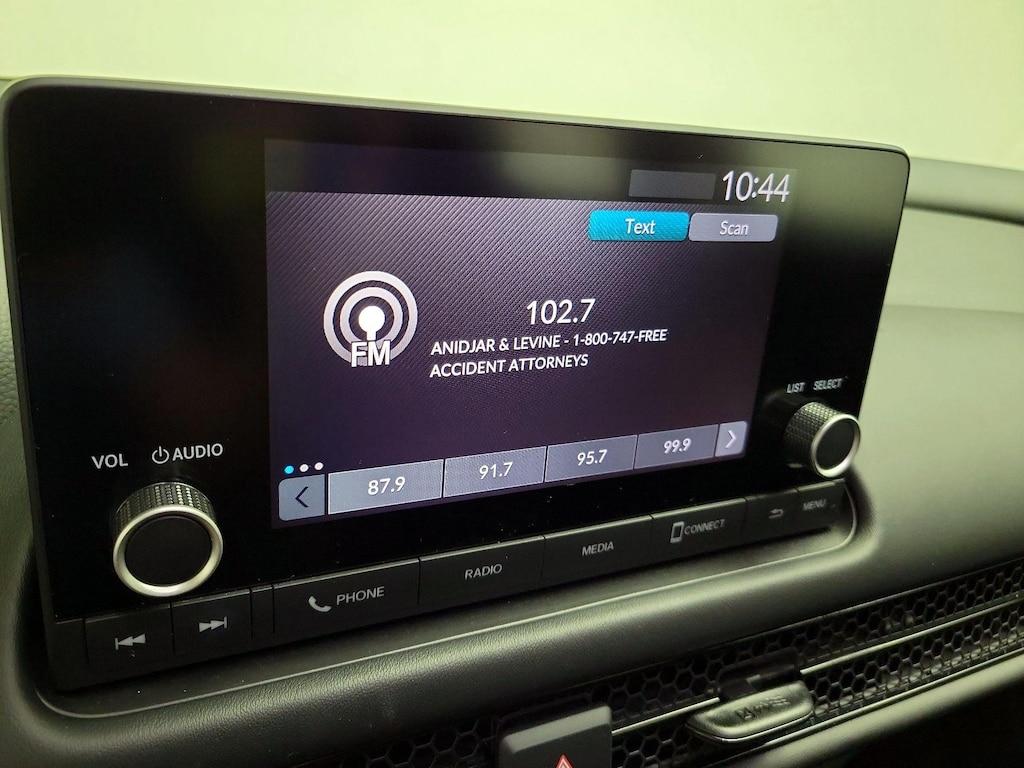 10:44
Text Scan
102.7
FM
ANIDJAR & LEVINE - 1-800-747-FREE
ACCIDENT ATTORNEYS
LIST SELECT
VOL AUDIO
87.9 91.7 95.7 99.9
PHONE RADIO MEDIA CONNECT MENU